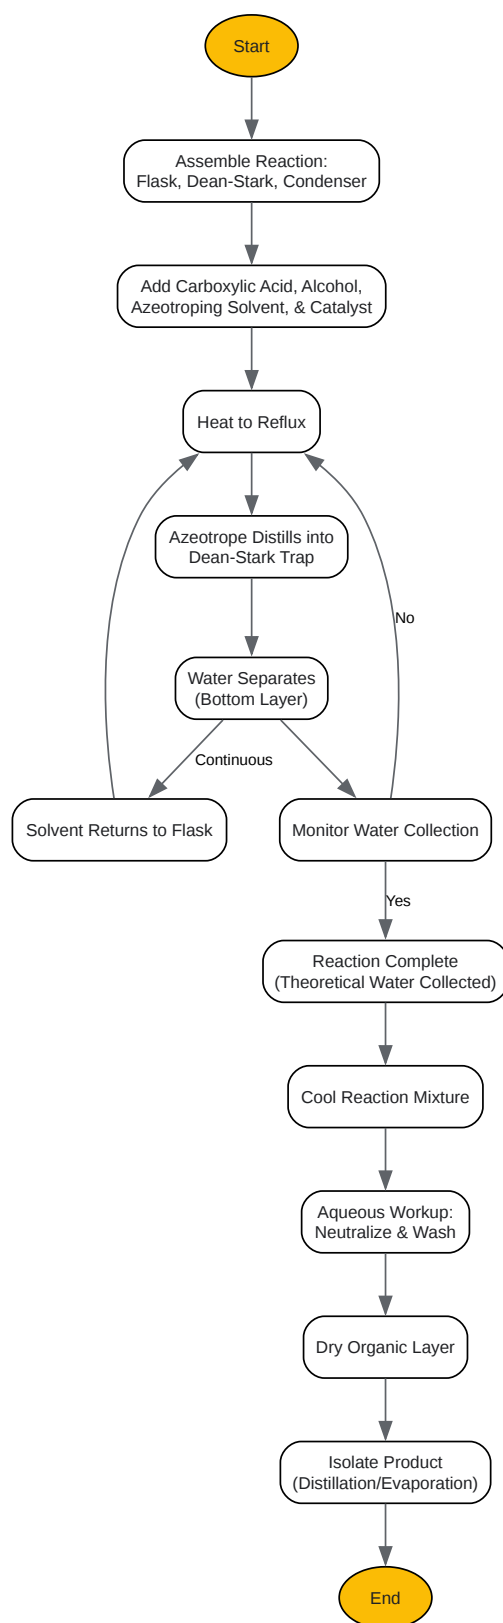 Start
Assemble Reaction:
Flask, Dean-Stark, Condenser
Add Carboxylic Acid, Alcohol,
Azeotroping Solvent, & Catalyst
Heat to Reflux
Azeotrope Distills into
Dean-Stark Trap
No
Water Separates
(Bottom Layer)
Continuous
Solvent Returns to Flask
Monitor Water Collection
Yes
Reaction Complete
(Theoretical Water Collected)
Cool Reaction Mixture
Aqueous Workup:
Neutralize & Wash
Dry Organic Layer
Isolate Product
(Distillation/Evaporation)
End